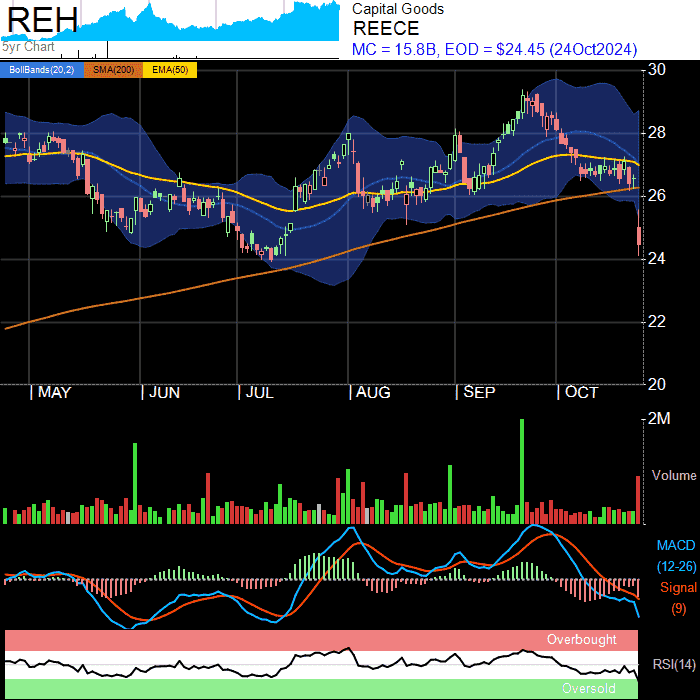 REH
5yr Chart
Capital Goods
REECE
MC = 15.8B, EOD = $24.45 (24Oct2024)
BollBands(20,2) SMA(200) EMA(50)
30
28
26
24
22
20
MAY JUN JUL AUG SEP OCT
2M
Volume
MACD
(12-26)
Signal
(9)
Overbought
RSI(14)
Oversold